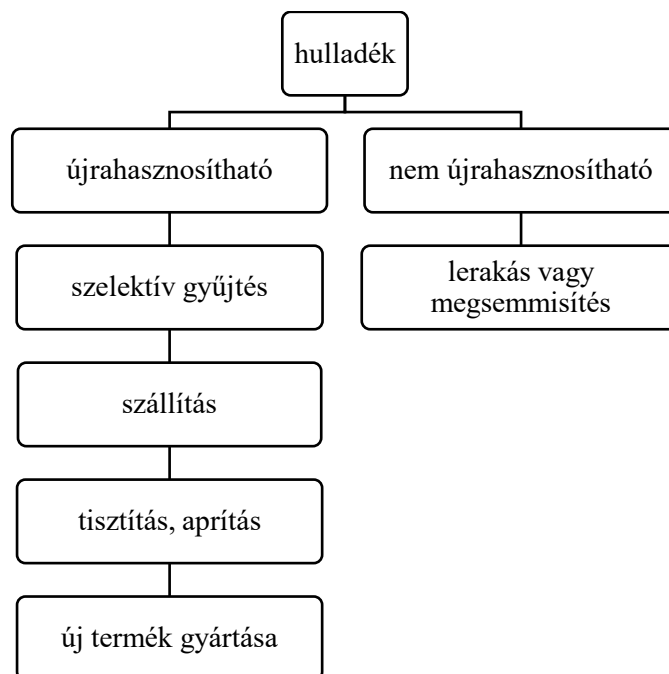 hulladék
újrahasznosítható
nem újrahasznosítható
szelektív gyűjtés
lerakás vagy
megsemmisítés
szállítás
tisztítás, aprítás
új termék gyártása